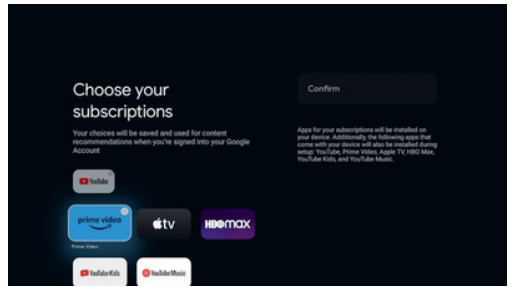 Choose your
subscriptions
Your choices will be saved and used for content
recommendations when you're signed into your Google
Account
YouTube
prime video
Prime Video
tv
HBOmax
YouTube Kids
YouTube Music
Confirm
Apps for your subscriptions will be installed on
your device. Additionally, the following apps that
come with your device will also be installed during
setup: YouTube, Prime Video, Apple TV, HBO Max,
YouTube Kids, and YouTube Music.